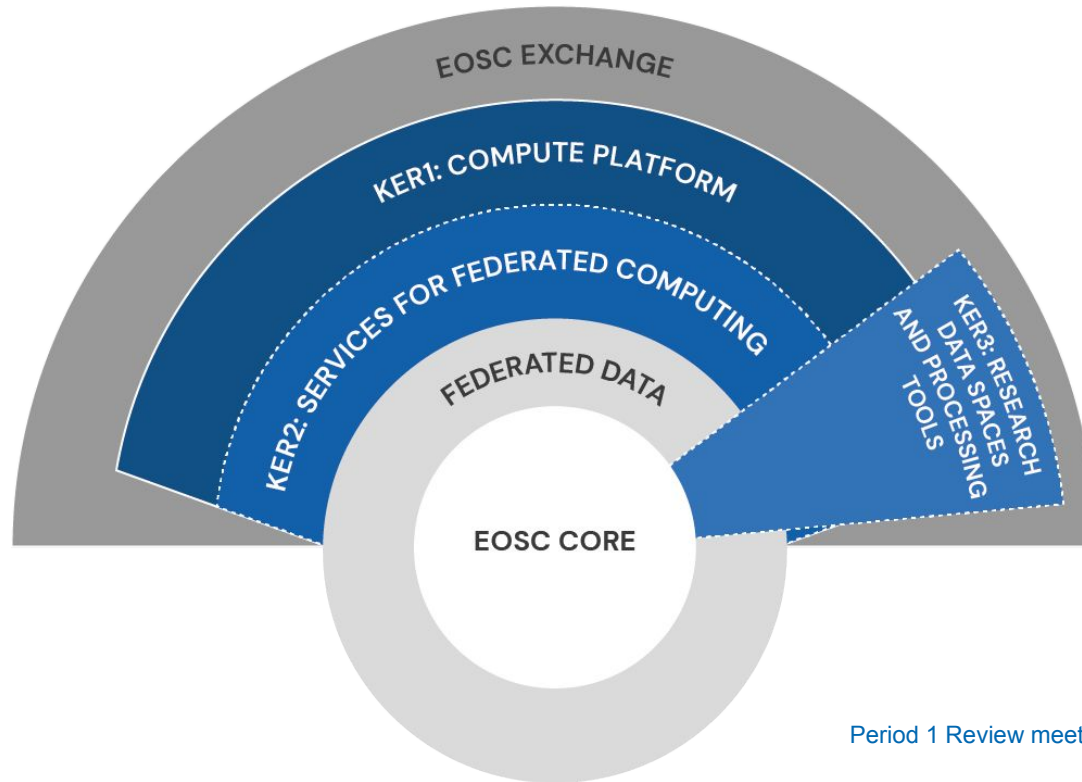 EOSC EXCHANGE
KER1: COMPUTE PLATFORM
KER2: SERVICES FOR FEDERATED COMPUTING
FEDERATED DATA
KER3: RESEARCH
DATA SPACES
AND PROCESSING
TOOLS
EOSC CORE
Period 1 Review meet